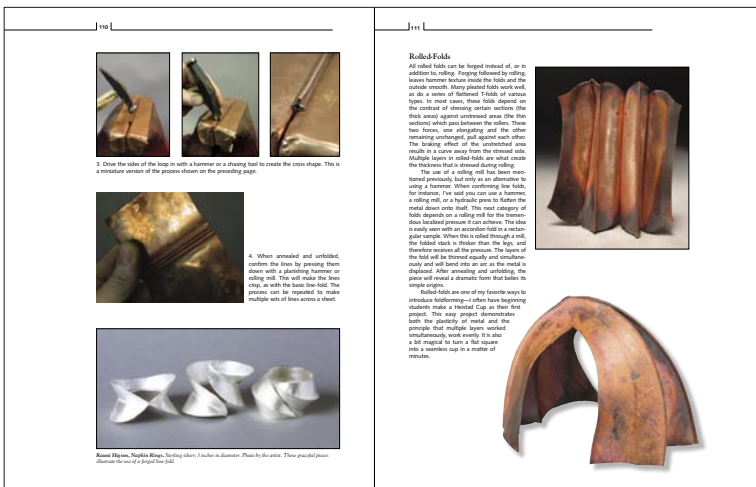 110
3. Drive the sides of the loop in with a hammer or a chasing tool to create the cross shape. This is
a miniature version of the process shown on the preceding page.
4. When annealed and unfolded,
confirm the lines by pressing them
down with a planishing hammer or
rolling mill. This will make the lines
crisp, as with the basic line-fold. The
process can be repeated to make
multiple sets of lines across a sheet.
Rauni Higson, Napkin Rings. Sterling silver; 3 inches in diameter. Photo by the artist. These graceful pieces
illustrate the use of a forged line-fold.
111
Rolled-Folds
All rolled folds can be forged instead of, or in
addition to, rolling. Forging followed by rolling,
leaves hammer texture inside the folds and the
outside smooth. Many pleated folds work well,
as do a series of flattened T-folds of various
types. In most cases, these folds depend on
the contrast of stressing certain sections (the
thick areas) against unstressed areas (the thin
sections) which pass between the rollers. These
two forces, one elongating and the other
remaining unchanged, pull against each other.
The braking effect of the unstretched area
results in a curve away from the stressed side.
Multiple layers in rolled-folds are what create
the thickness that is stressed during rolling.
The use of a rolling mill has been men-
tioned previously, but only as an alternative to
using a hammer. When confirming line folds,
for instance, I've said you can use a hammer,
a rolling mill, or a hydraulic press to flatten the
metal down onto itself. This next category of
folds depends on a rolling mill for the tremen-
dous localized pressure it can achieve. The idea
is easily seen with an accordion fold in a rectan-
gular sample. When this is rolled through a mill,
the folded stack is thicker than the legs, and
therefore receives all the pressure. The layers of
the fold will be thinned equally and simultane-
ously and will bend into an arc as the metal is
displaced. After annealing and unfolding, the
piece will reveal a dramatic form that belies its
simple origins.
Rolled-folds are one of my favorite ways to
introduce foldforming—I often have beginning
students make a Heistad Cup as their first
project. This easy project demonstrates
both the plasticity of metal and the
principle that multiple layers worked
simultaneously, work evenly. It is also
a bit magical to turn a flat square
into a seamless cup in a matter of
minutes.